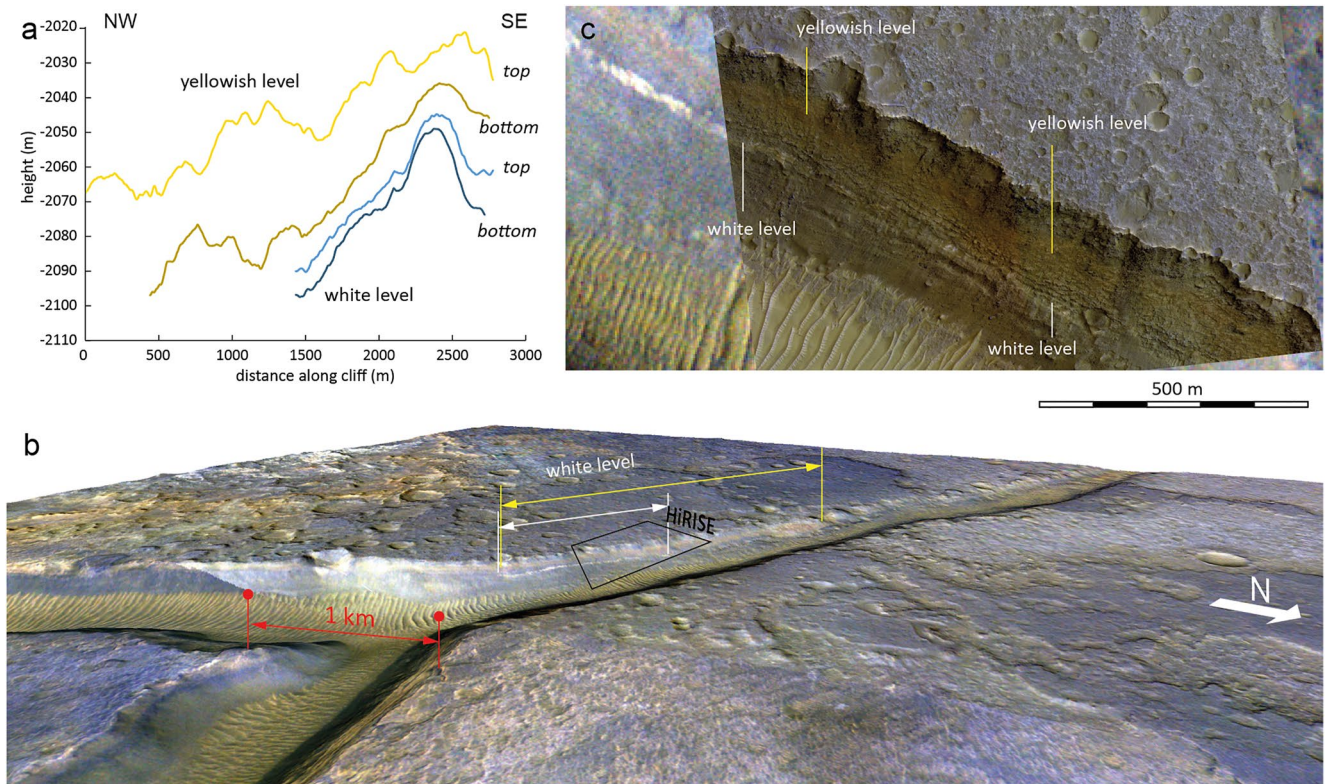 a
NW
SE
-2020
-2030
-2040
-2050
-2060
-2070
-2080
-2090
-2100
-2110
height (m)
yellowish level
top
bottom
top
bottom
white level
0
500
1000
1500
2000
2500
3000
distance along cliff (m)
c
yellowish level
yellowish level
white level
white level
500 m
b
white level
HiRISE
1 km
N